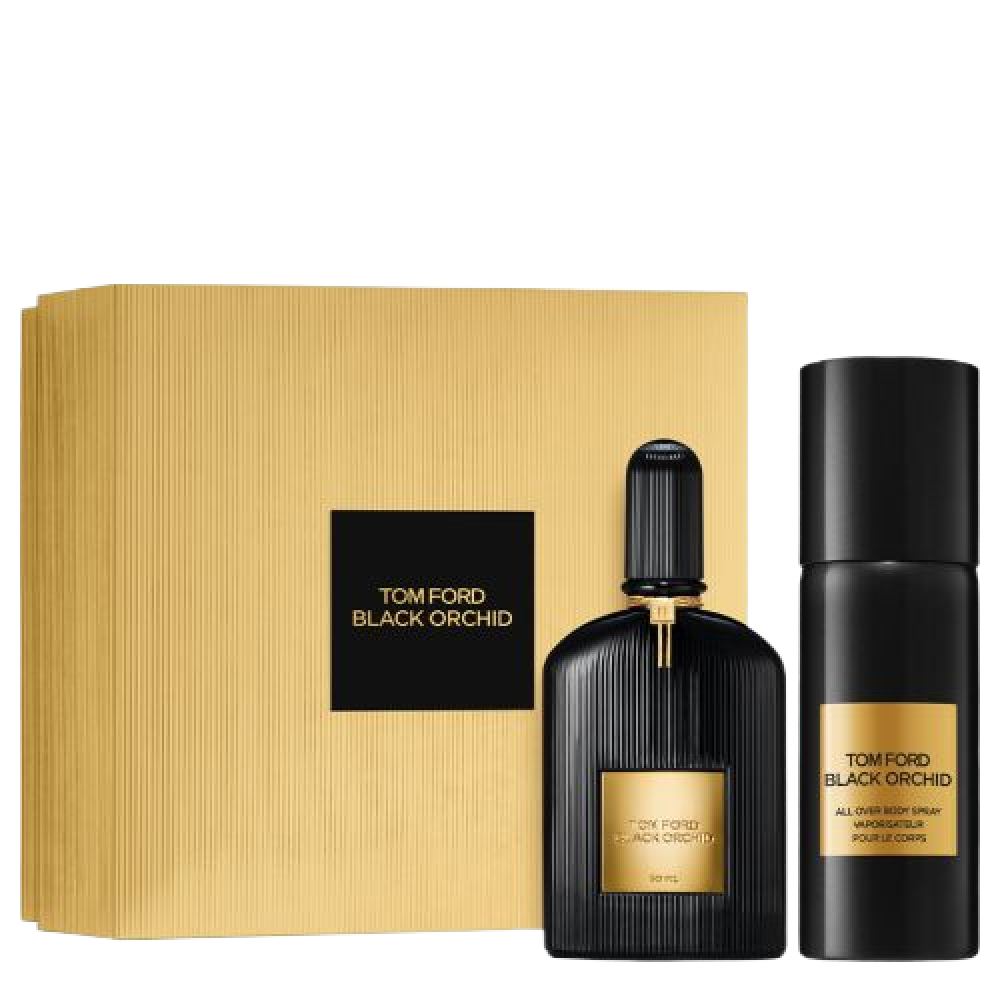 TOM FORD
BLACK ORCHID
TOM FORD
BLACK ORCHID
TOM FORD
BLACK ORCHID
ALL OVER BODY SPRAY
VAPORISATEUR
POUR LE CORPS